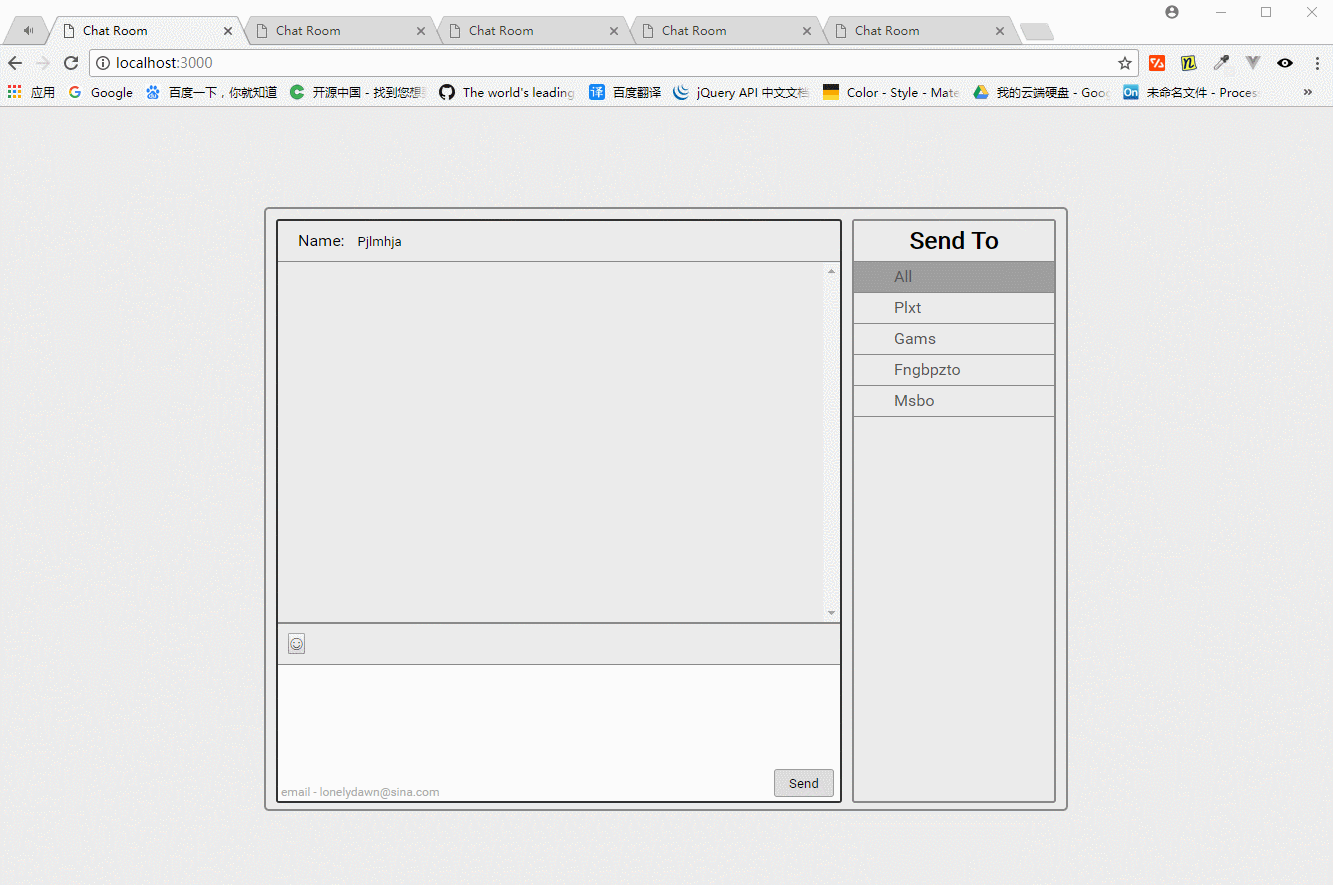 Chat Room
Chat Room
Chat Room
Chat Room
Chat Room
localhost:3000
应用
Google
百度一下，你就知道
开源中国 - 找到您想
The world's leading
译
百度翻译
jQuery API 中文文档
Color - Style - Mate
我的云端硬盘 - Goog
On
未命名文件 - Proces
Name: Pjlmhja
Send To
All
Plxt
Gams
Fngbpzto
Msbo
Send
email - lonelydawn@sina.com